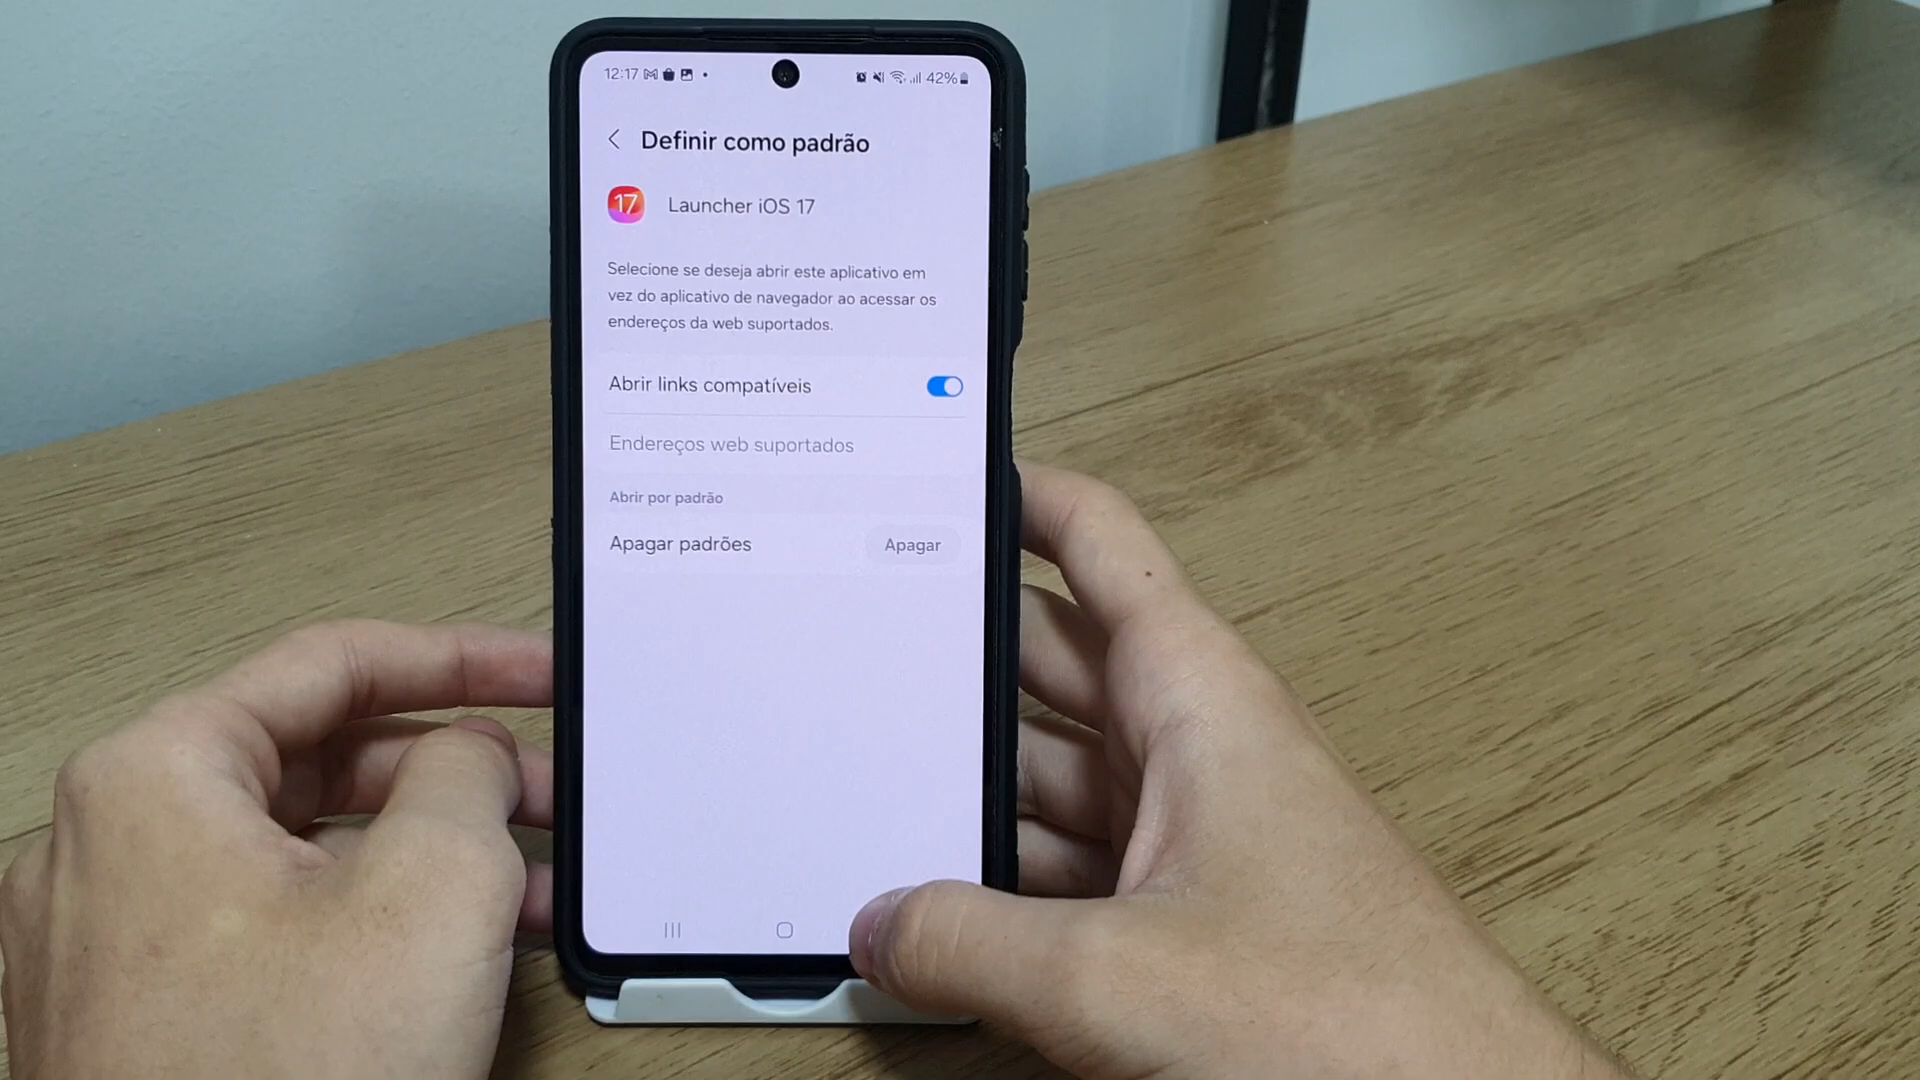 12:17 42%
Definir como padrão
17 Launcher iOS 17
Selecione se deseja abrir este aplicativo em
vez do aplicativo de navegador ao acessar os
endereços da web suportados.
Abrir links compatíveis
Endereços web suportados
Abrir por padrão
Apagar padrões Apagar